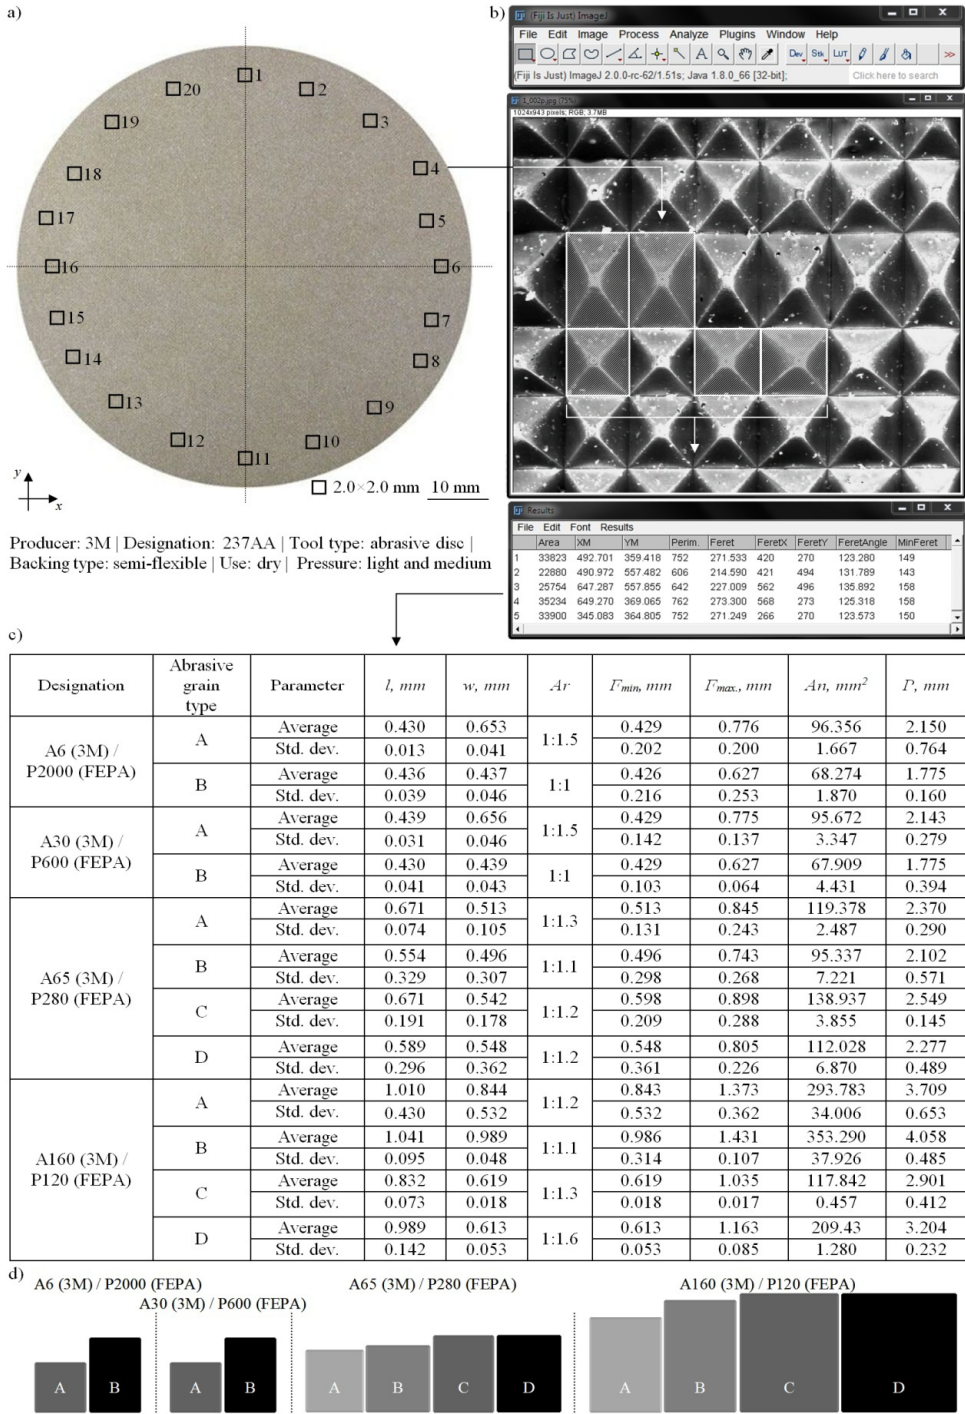 a)
1
2
3
4
5
6
7
8
9
10
11
12
13
14
15
16
17
18
19
20
y
x
2.0×2.0 mm 10 mm
Producer: 3M | Designation: 237AA | Tool type: abrasive disc |
Backing type: semi-flexible | Use: dry | Pressure: light and medium
b)
(Fiji Is Just) ImageJ
File Edit Image Process Analyze Plugins Window Help
A Dev Stk LUT >>
(Fiji Is Just) ImageJ 2.0.0-rc-62/1.51s; Java 1.8.0_66 [32-bit]; Click here to search
1024x943 pixels; RGB; 3.7MB
Results
File Edit Font Results
Area XM YM Perim. Feret FeretX FeretY FeretAngle MinFeret
1 33823 492.701 359.418 752 271.533 420 270 123.280 149
2 22880 490.972 557.482 606 214.590 421 494 131.789 143
3 25754 647.287 557.855 642 227.009 562 496 135.892 158
4 35234 649.270 369.065 762 273.300 568 273 125.318 158
5 33900 345.083 364.805 752 271.249 266 270 123.573 150
c)
Designation Abrasive grain type Parameter l, mm w, mm Ar Fmin, mm Fmax., mm An, mm² P, mm
A6 (3M) / P2000 (FEPA) A Average 0.430 0.653 1:1.5 0.429 0.776 96.356 2.150
Std. dev. 0.013 0.041 0.202 0.200 1.667 0.764
B Average 0.436 0.437 1:1 0.426 0.627 68.274 1.775
Std. dev. 0.039 0.046 0.216 0.253 1.870 0.160
A30 (3M) / P600 (FEPA) A Average 0.439 0.656 1:1.5 0.429 0.775 95.672 2.143
Std. dev. 0.031 0.046 0.142 0.137 3.347 0.279
B Average 0.430 0.439 1:1 0.429 0.627 67.909 1.775
Std. dev. 0.041 0.043 0.103 0.064 4.431 0.394
A65 (3M) / P280 (FEPA) A Average 0.671 0.513 1:1.3 0.513 0.845 119.378 2.370
Std. dev. 0.074 0.105 0.131 0.243 2.487 0.290
B Average 0.554 0.496 1:1.1 0.496 0.743 95.337 2.102
Std. dev. 0.329 0.307 0.298 0.268 7.221 0.571
C Average 0.671 0.542 1:1.2 0.598 0.898 138.937 2.549
Std. dev. 0.191 0.178 0.209 0.288 3.855 0.145
D Average 0.589 0.548 1:1.2 0.548 0.805 112.028 2.277
Std. dev. 0.296 0.362 0.361 0.226 6.870 0.489
A160 (3M) / P120 (FEPA) A Average 1.010 0.844 1:1.2 0.843 1.373 293.783 3.709
Std. dev. 0.430 0.532 0.532 0.362 34.006 0.653
B Average 1.041 0.989 1:1.1 0.986 1.431 353.290 4.058
Std. dev. 0.095 0.048 0.314 0.107 37.926 0.485
C Average 0.832 0.619 1:1.3 0.619 1.035 117.842 2.901
Std. dev. 0.073 0.018 0.018 0.017 0.457 0.412
D Average 0.989 0.613 1:1.6 0.613 1.163 209.43 3.204
Std. dev. 0.142 0.053 0.053 0.085 1.280 0.232
d)
A6 (3M) / P2000 (FEPA)
A30 (3M) / P600 (FEPA)
A65 (3M) / P280 (FEPA)
A160 (3M) / P120 (FEPA)
A B A B A B C D A B C D